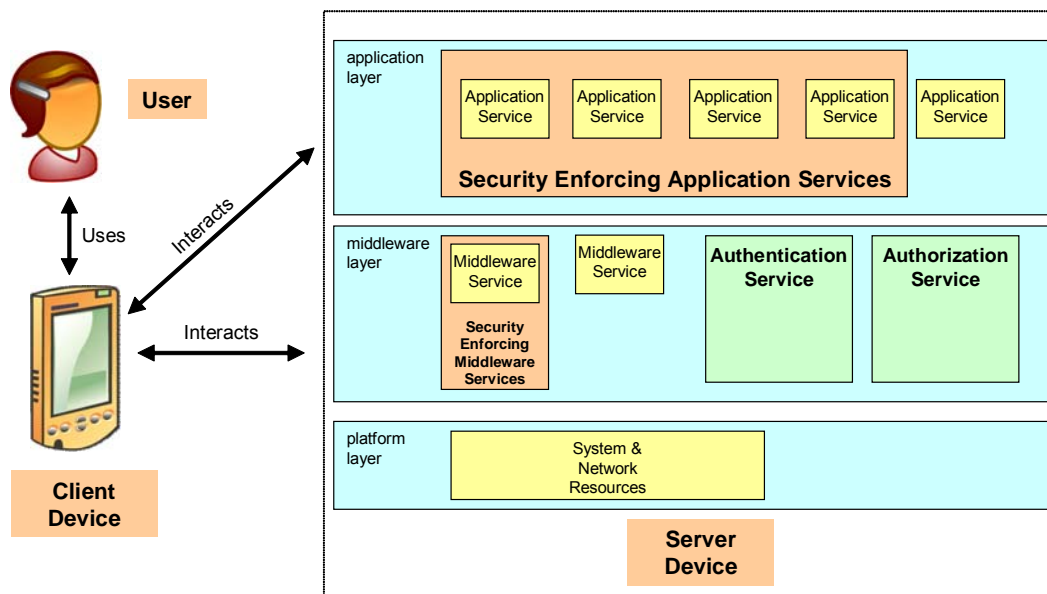 User
Uses
Interacts
Interacts
Client
Device
application
layer
Application
Service
Application
Service
Application
Service
Application
Service
Application
Service
Security Enforcing Application Services
middleware
layer
Middleware
Service
Security
Enforcing
Middleware
Services
Middleware
Service
Authentication
Service
Authorization
Service
platform
layer
System &
Network
Resources
Server
Device